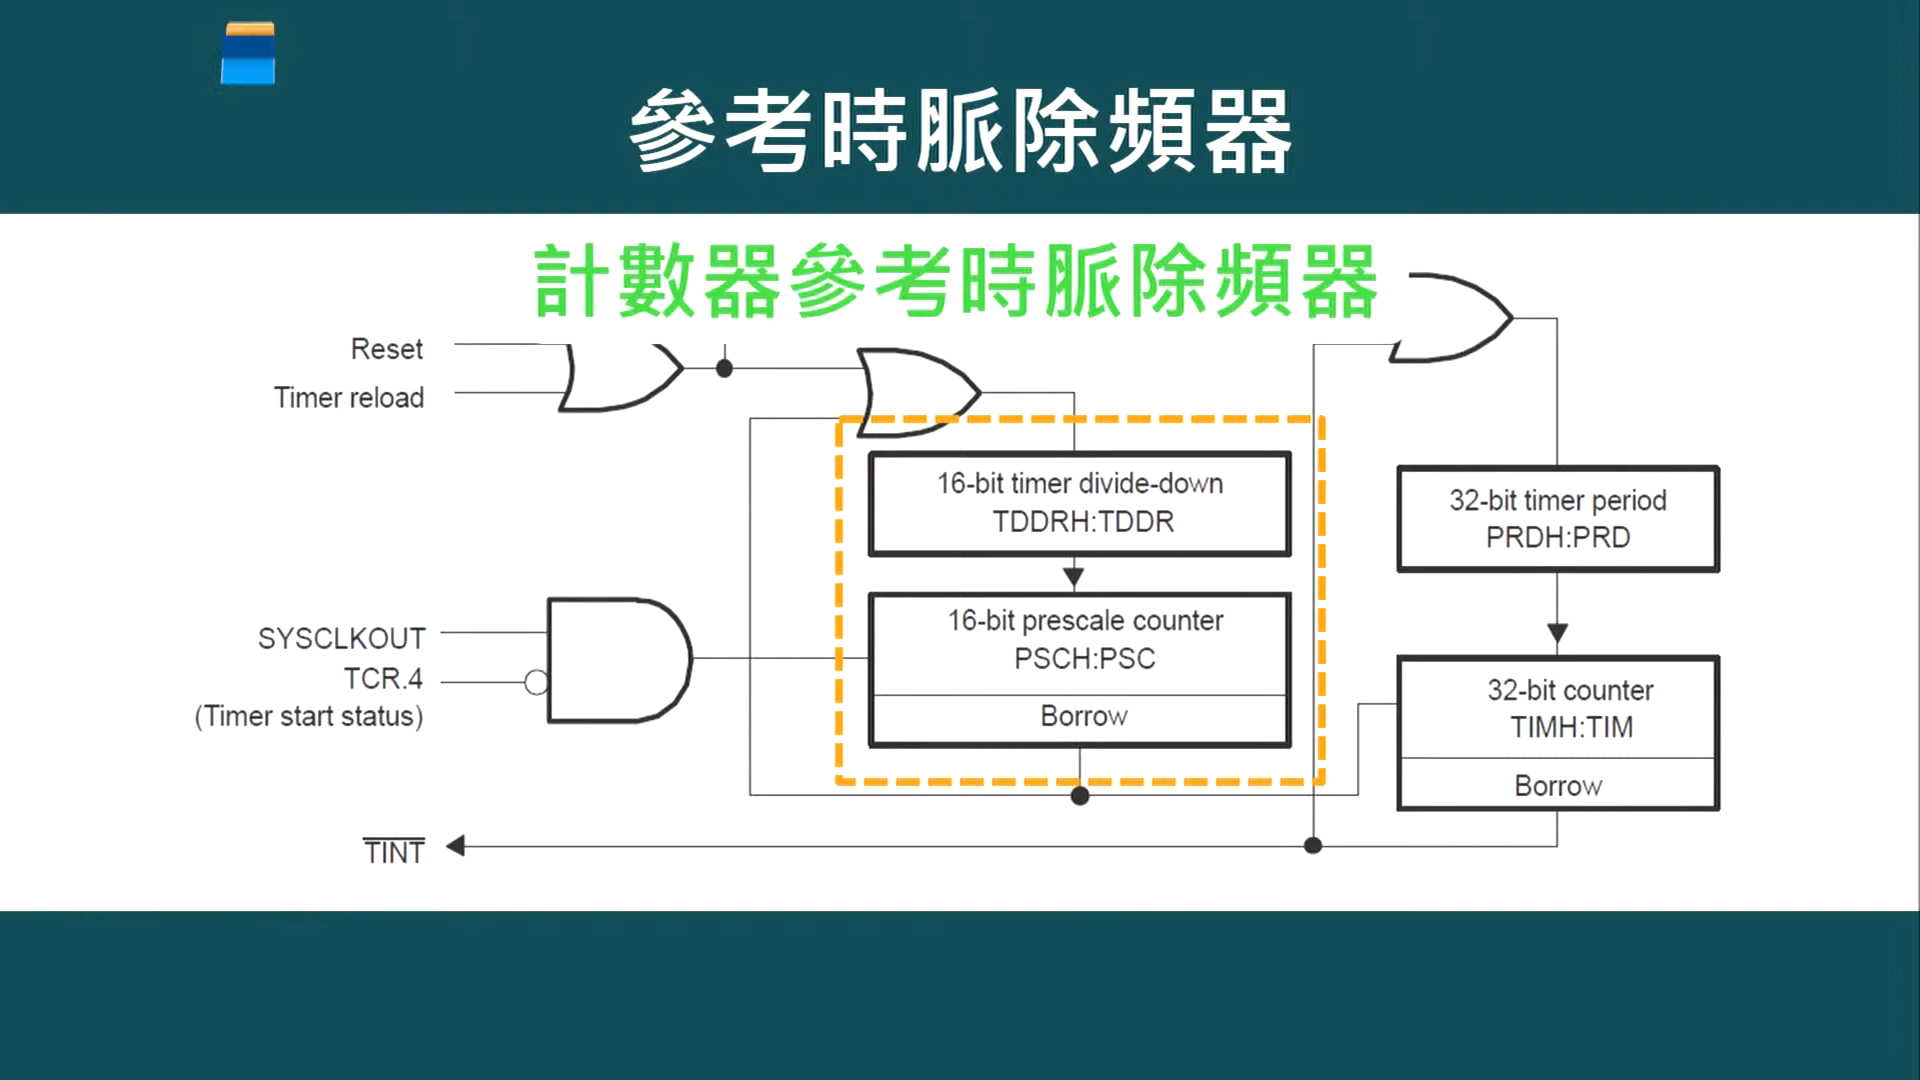 參考時脈除頻器
計數器參考時脈除頻器
Reset
Timer reload
16-bit timer divide-down
TDDRH:TDDR
32-bit timer period
PRDH:PRD
16-bit prescale counter
PSCH:PSC
Borrow
SYSCLKOUT
TCR.4
(Timer start status)
32-bit counter
TIMH:TIM
Borrow
TINT